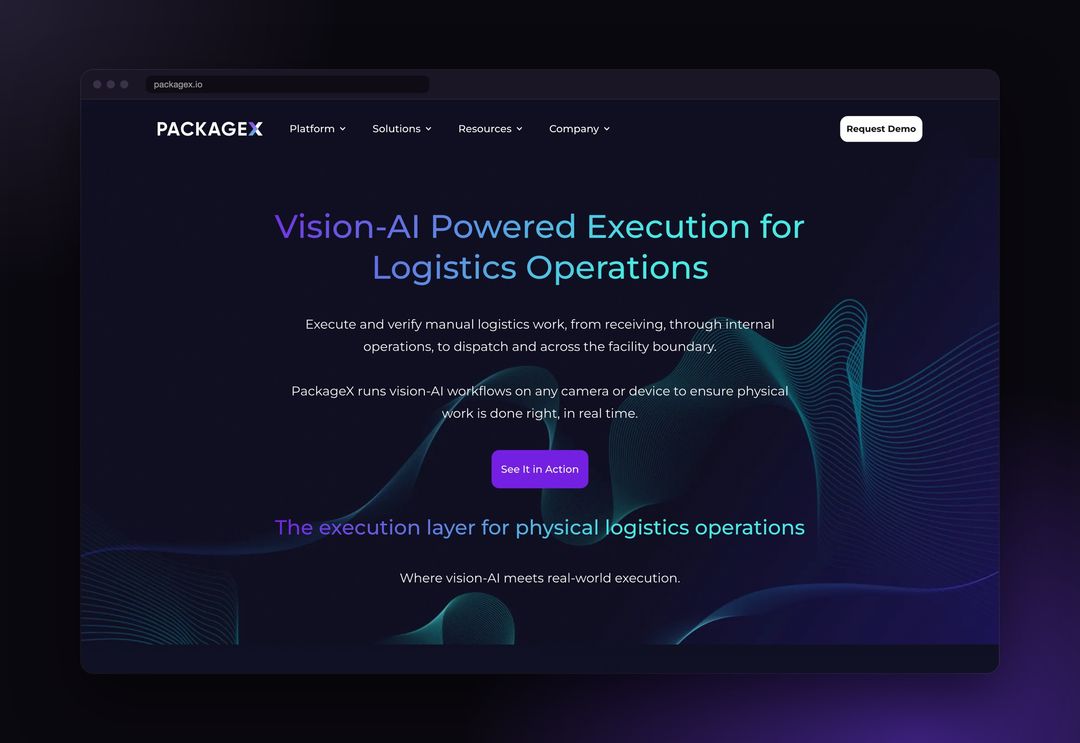 packagex.io
PACKAGEX
Platform
Solutions
Resources
Company
Request Demo
Vision-AI Powered Execution for
Logistics Operations
Execute and verify manual logistics work, from receiving, through internal
operations, to dispatch and across the facility boundary.
PackageX runs vision-AI workflows on any camera or device to ensure physical
work is done right, in real time.
See It in Action
The execution layer for physical logistics operations
Where vision-AI meets real-world execution.